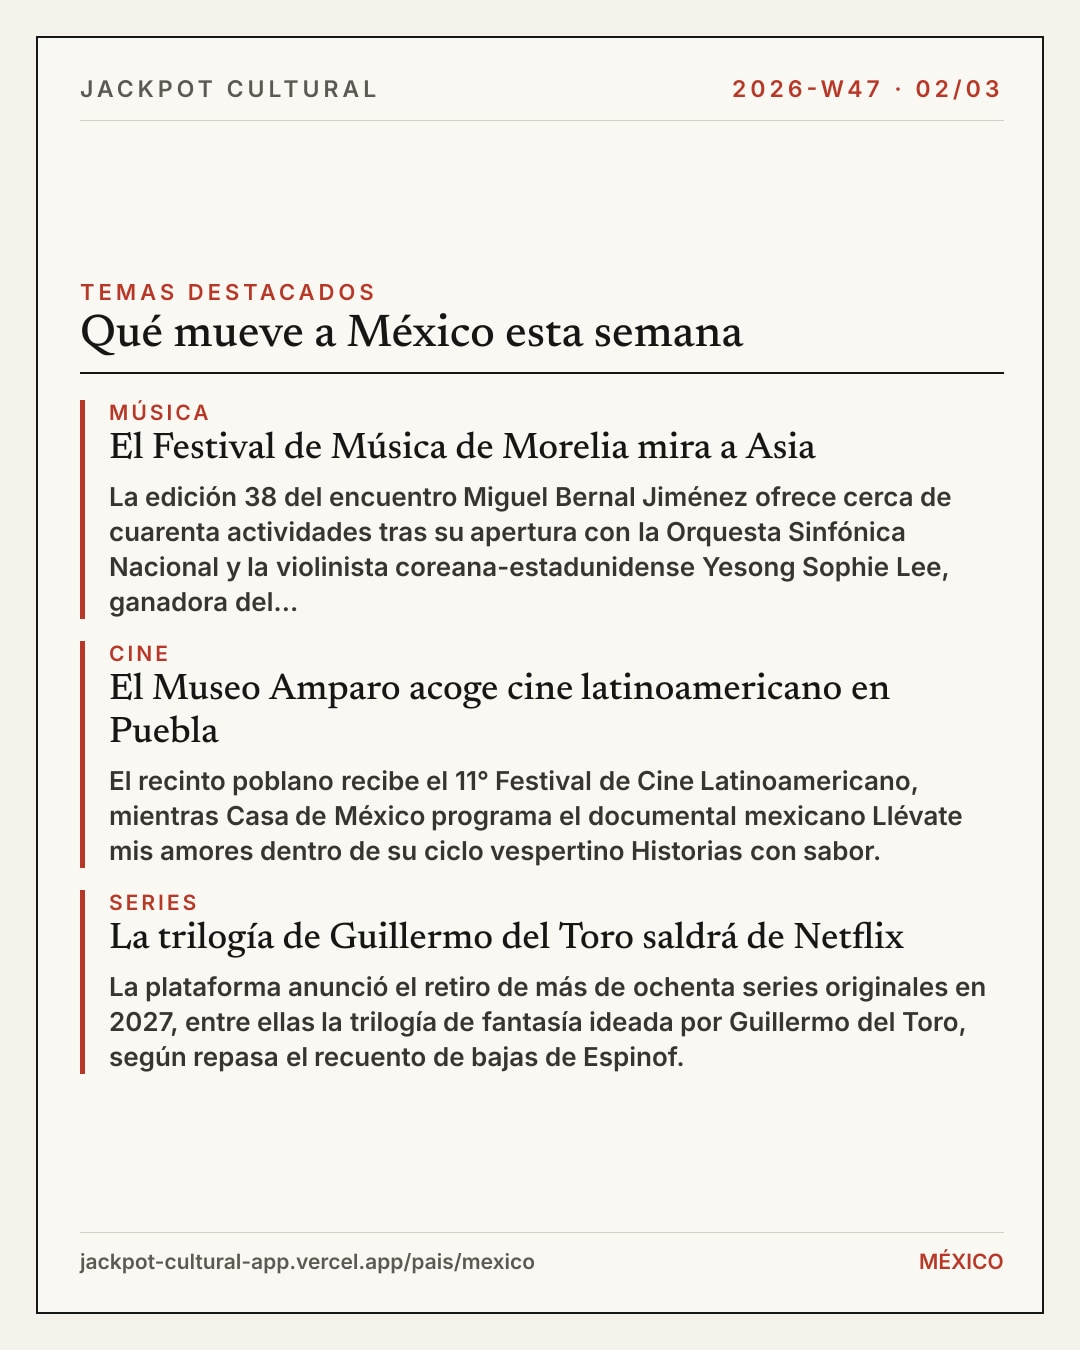 JACKPOT CULTURAL
2026-W47 · 02/03
TEMAS DESTACADOS
Qué mueve a México esta semana
MÚSICA
El Festival de Música de Morelia mira a Asia
La edición 38 del encuentro Miguel Bernal Jiménez ofrece cerca de
cuarenta actividades tras su apertura con la Orquesta Sinfónica
Nacional y la violinista coreana-estadunidense Yesong Sophie Lee,
ganadora del...
CINE
El Museo Amparo acoge cine latinoamericano en
Puebla
El recinto poblano recibe el 11° Festival de Cine Latinoamericano,
mientras Casa de México programa el documental mexicano Llévate
mis amores dentro de su ciclo vespertino Historias con sabor.
SERIES
La trilogía de Guillermo del Toro saldrá de Netflix
La plataforma anunció el retiro de más de ochenta series originales en
2027, entre ellas la trilogía de fantasía ideada por Guillermo del Toro,
según repasa el recuento de bajas de Espinof.
jackpot-cultural-app.vercel.app/pais/mexico
MÉXICO